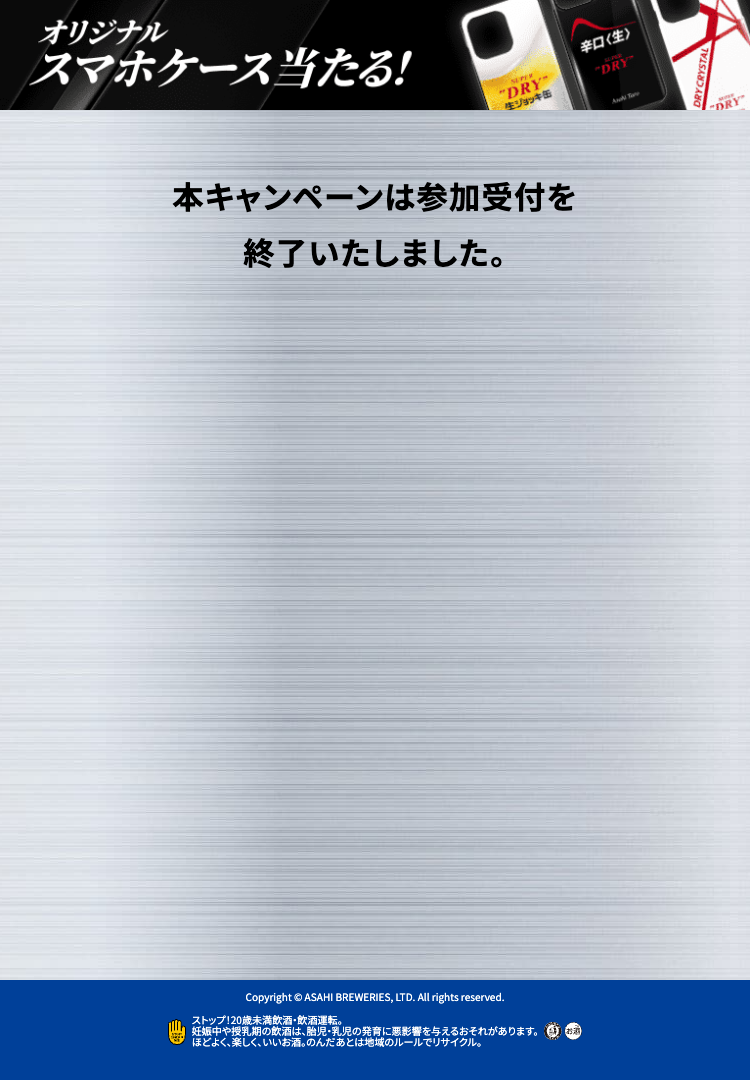 オリジナル
スマホケース当たる!
SUPER
"DRY"
生ジョッキ缶
辛口〈生〉
SUPER
"DRY"
Asahi Taro
DRY CRYSTAL
SUPER
"DRY"
本キャンペーンは参加受付を
終了いたしました。
Copyright © ASAHI BREWERIES, LTD. All rights reserved.
ストップ!20歳未満飲酒・飲酒運転。
妊娠中や授乳期の飲酒は、胎児・乳児の発育に悪影響を与えるおそれがあります。
ほどよく、楽しく、いいお酒。のんだあとは地域のルールでリサイクル。
お酒